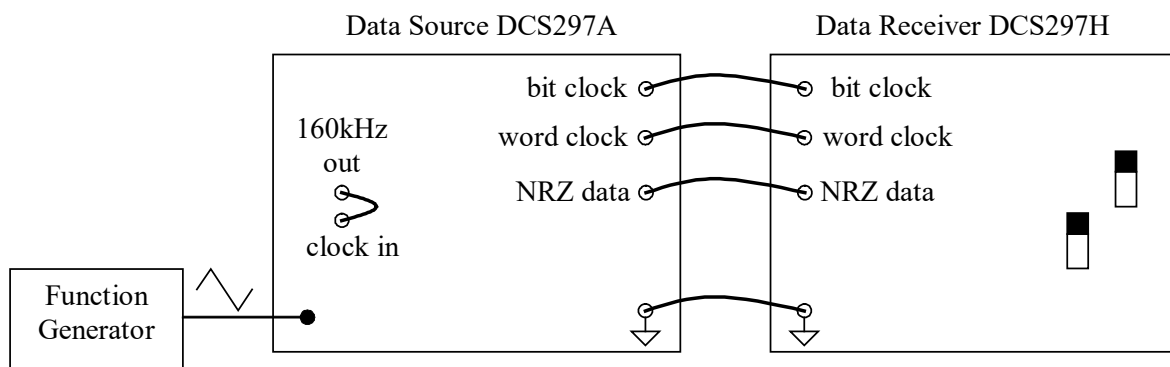 Data Source DCS297A
Data Receiver DCS297H
bit clock
bit clock
160kHz
out
word clock
word clock
NRZ data
NRZ data
clock in
Function
Generator